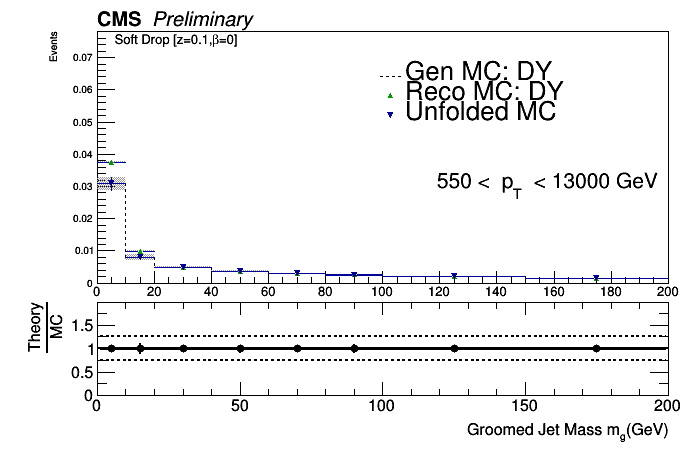 CMS Preliminary
Events
Soft Drop [z=0.1,β=0]
Gen MC: DY
Reco MC: DY
Unfolded MC
550 < p_T < 13000 GeV
0.07
0.06
0.05
0.04
0.03
0.02
0.01
0
0 20 40 60 80 100 120 140 160 180 200
Theory
MC
1.5
1
0.5
0
0 50 100 150 200
Groomed Jet Mass m_g(GeV)